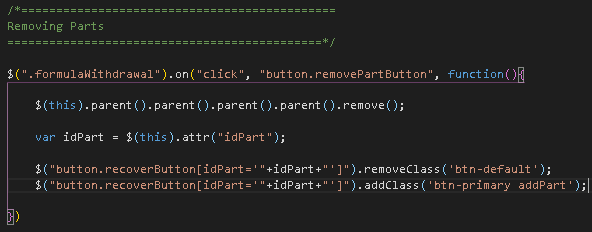 /*=============================================
Removing Parts
=============================================*/
$(".formulaWithdrawal").on("click", "button.removePartButton", function(){
$(this).parent().parent().parent().parent().remove();
var idPart = $(this).attr("idPart");
$("button.recoverButton[idPart='"+idPart+"']").removeClass('btn-default');
$("button.recoverButton[idPart='"+idPart+"']").addClass('btn-primary addPart');
})